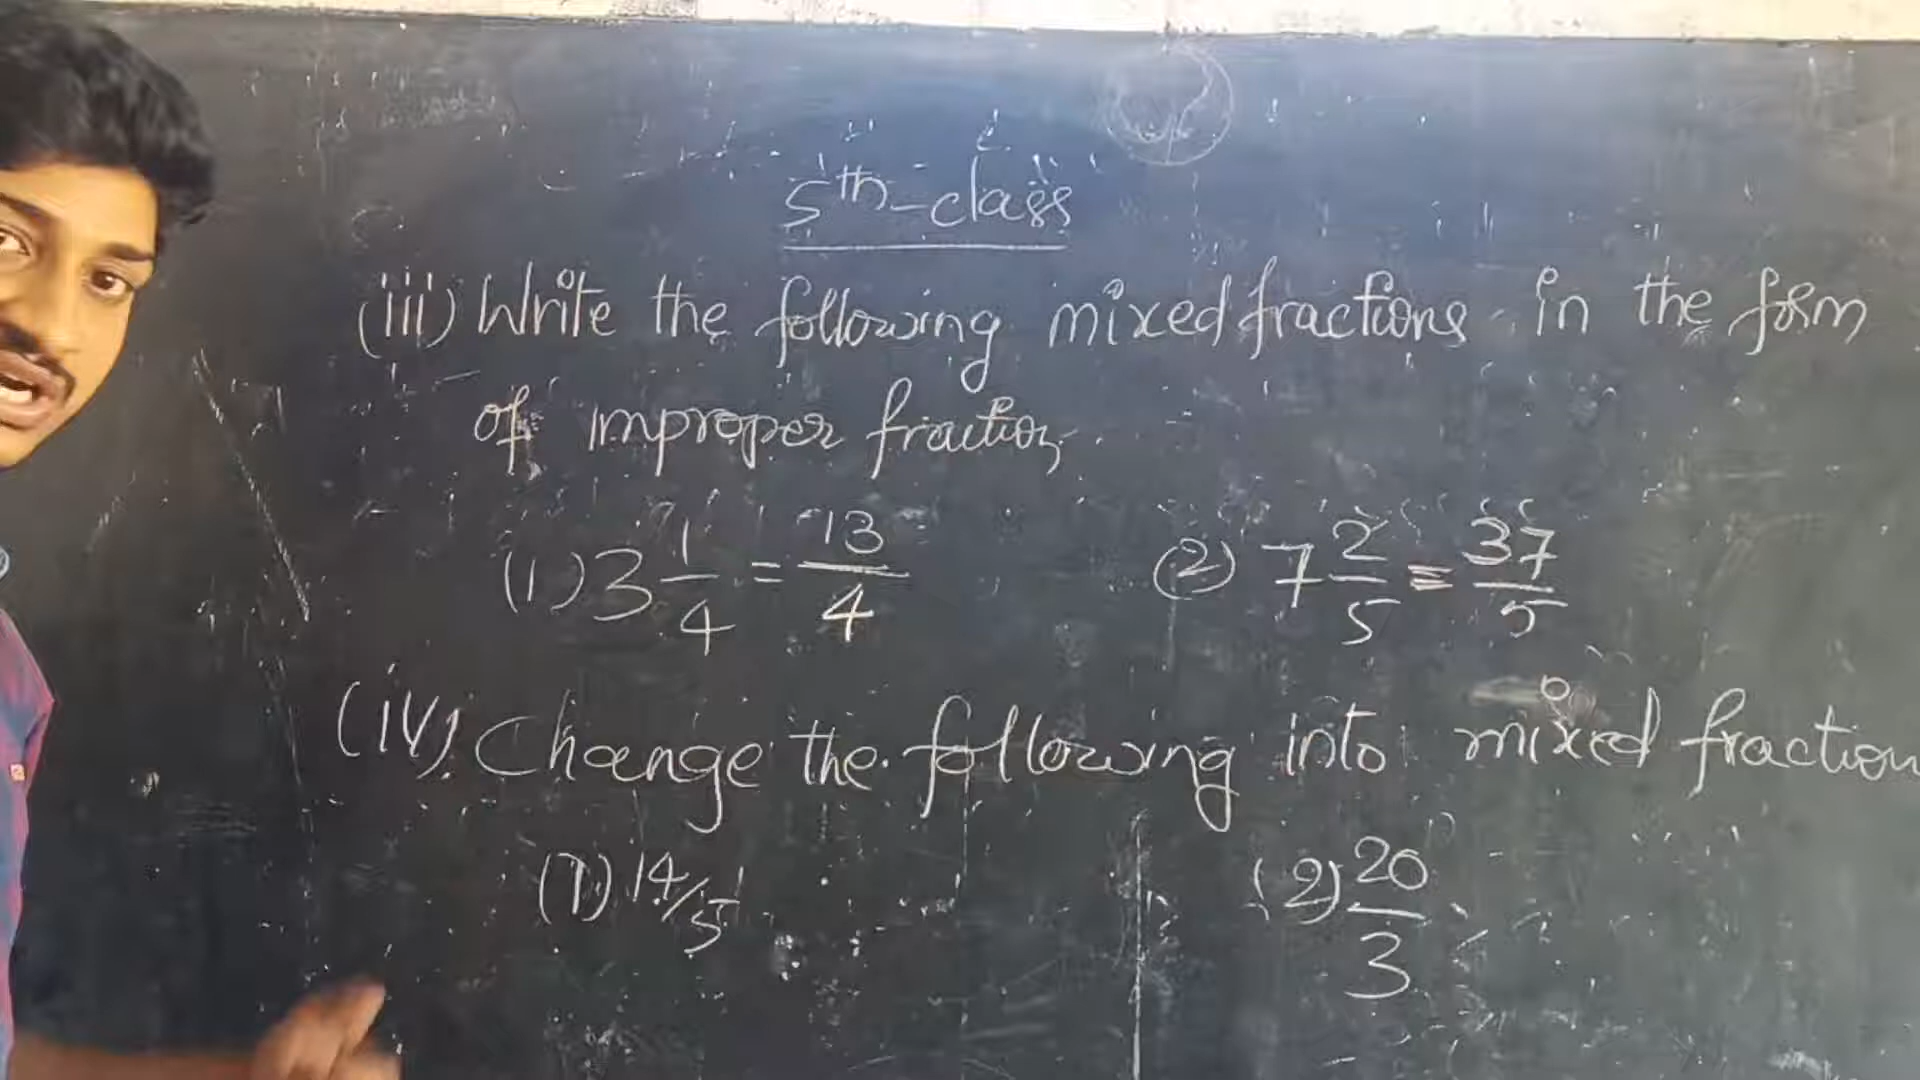 5th-class
(iii) Write the following mixed fractions in the form
of improper fraction
(1) 3 1/4 = 13/4 (2) 7 2/5 = 37/5
(iv). Change the following into mixed fraction
(1) 14/5 (2) 20/3